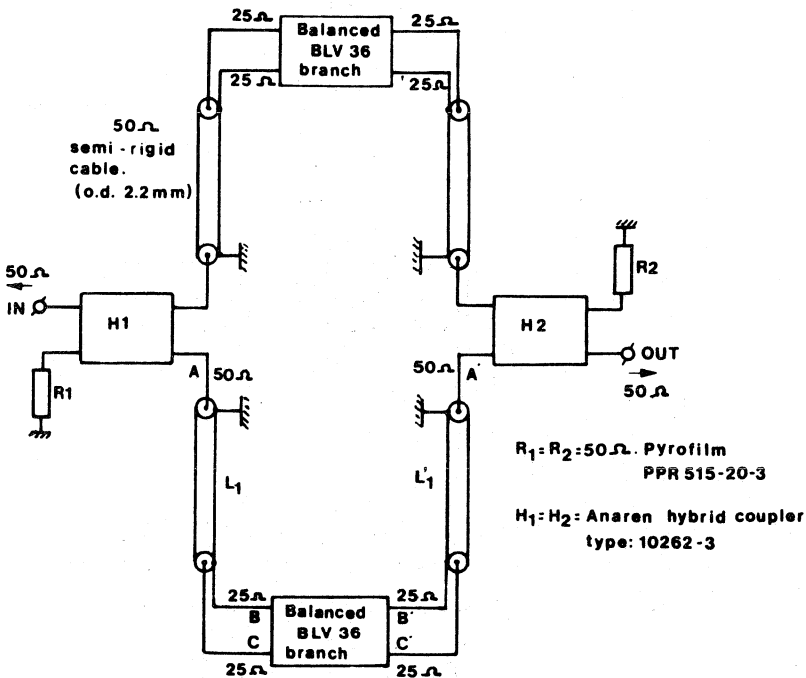 25Ω
Balanced
BLV 36
branch
25Ω
25Ω
25Ω
50Ω
semi-rigid
cable.
(o.d. 2.2mm)
50Ω
IN
H1
R1
A
50Ω
R2
H2
OUT
50Ω
50Ω
A'
L1
L'1
R1=R2=50Ω. Pyrofilm
PPR 515-20-3
H1=H2= Anaren hybrid coupler
type: 10262-3
25Ω
B
C
25Ω
Balanced
BLV 36
branch
25Ω
B'
C'
25Ω